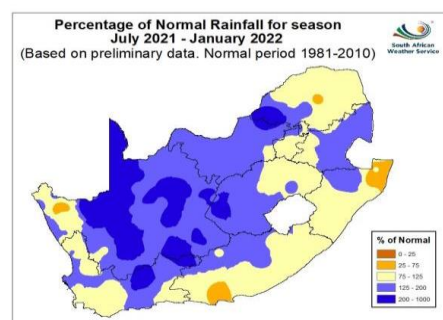 Percentage of Normal Rainfall for season
July 2021 - January 2022
(Based on preliminary data. Normal period 1981-2010)
South African
Weather Service
% of Normal
0 - 25
25 - 75
75 - 125
125 - 200
200 - 1000